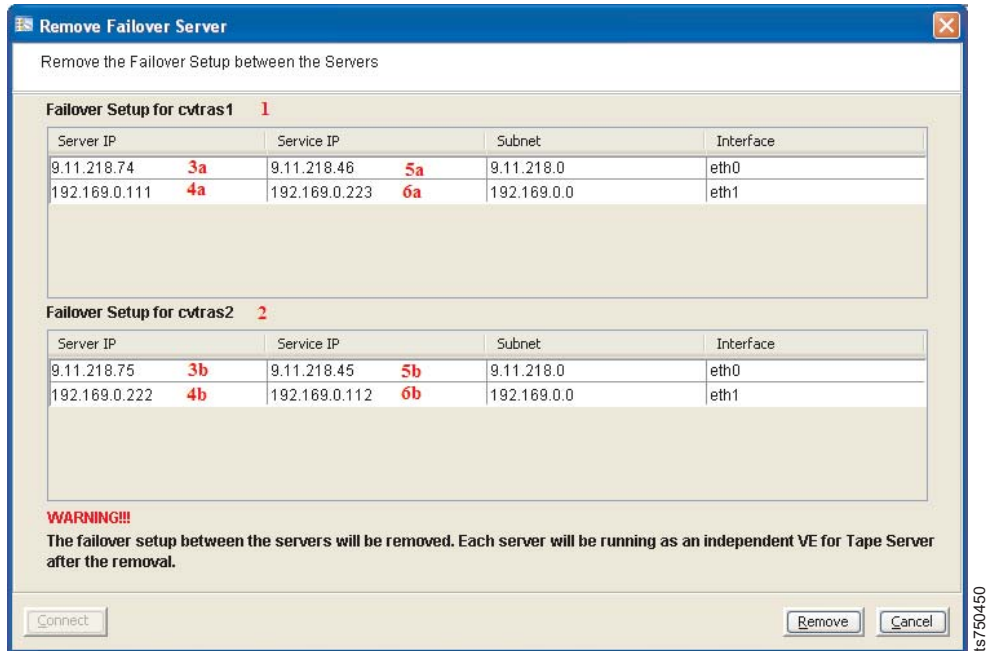 Remove Failover Server
Remove the Failover Setup between the Servers
Failover Setup for cvtras1 1
Server IP Service IP Subnet Interface
9.11.218.74 3a 9.11.218.46 5a 9.11.218.0 eth0
192.169.0.111 4a 192.169.0.223 6a 192.169.0.0 eth1
Failover Setup for cvtras2 2
Server IP Service IP Subnet Interface
9.11.218.75 3b 9.11.218.45 5b 9.11.218.0 eth0
192.169.0.222 4b 192.169.0.112 6b 192.169.0.0 eth1
WARNING!!!
The failover setup between the servers will be removed. Each server will be running as an independent VE for Tape Server
after the removal.
Connect Remove Cancel
ts750450